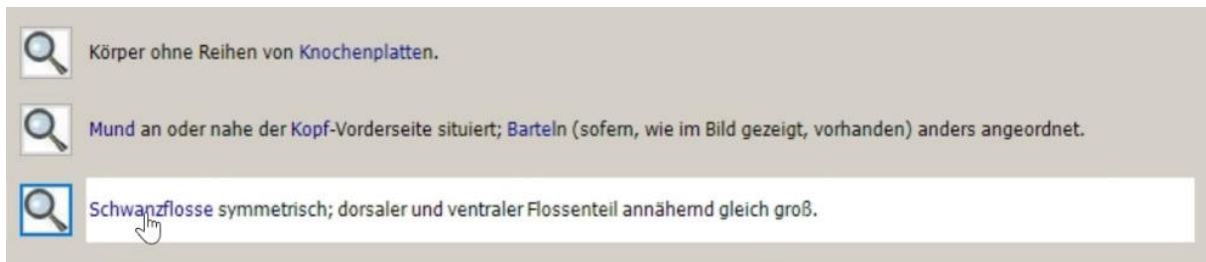 Körper ohne Reihen von Knochenplatten.
Mund an oder nahe der Kopf-Vorderseite situiert; Barteln (sofern, wie im Bild gezeigt, vorhanden) anders angeordnet.
Schwanzflosse symmetrisch; dorsaler und ventraler Flossenteil annähernd gleich groß.